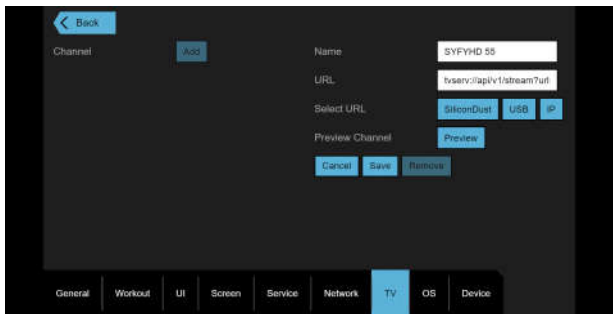 Back
Channel Add
Name SYFYHD 55
URL tvserv://api/v1/stream?url
Select URL SiliconDust USB IP
Preview Channel Preview
Cancel Save Remove
General Workout UI Screen Service Network TV OS Device